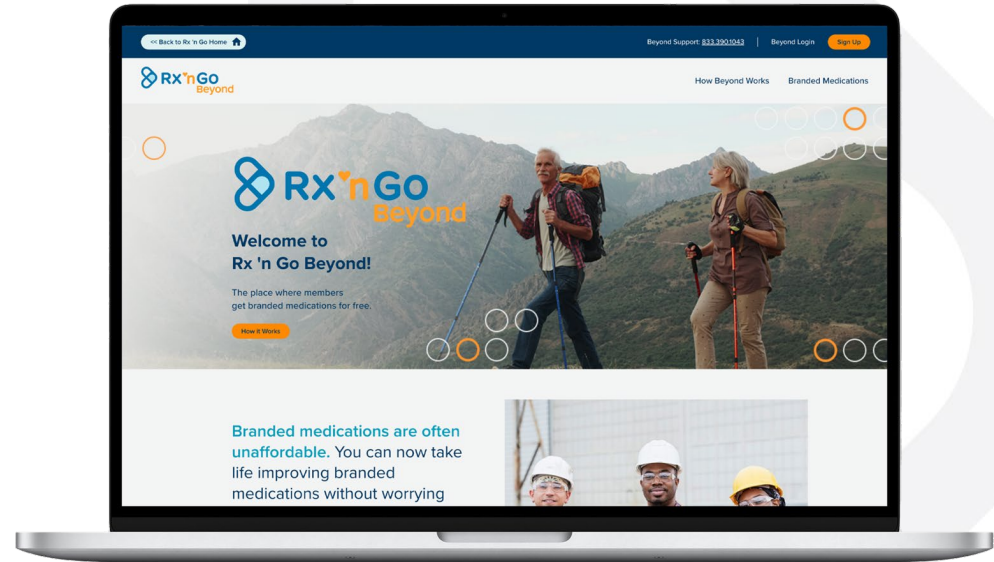 << Back to Rx 'n Go Home
Beyond Support: 833.390.1043
Beyond Login
Sign Up
Rx 'n Go
Beyond
How Beyond Works
Branded Medications
Rx 'n Go
Beyond
Welcome to
Rx 'n Go Beyond!
The place where members
get branded medications for free.
How it Works
Branded medications are often
unaffordable. You can now take
life improving branded
medications without worrying